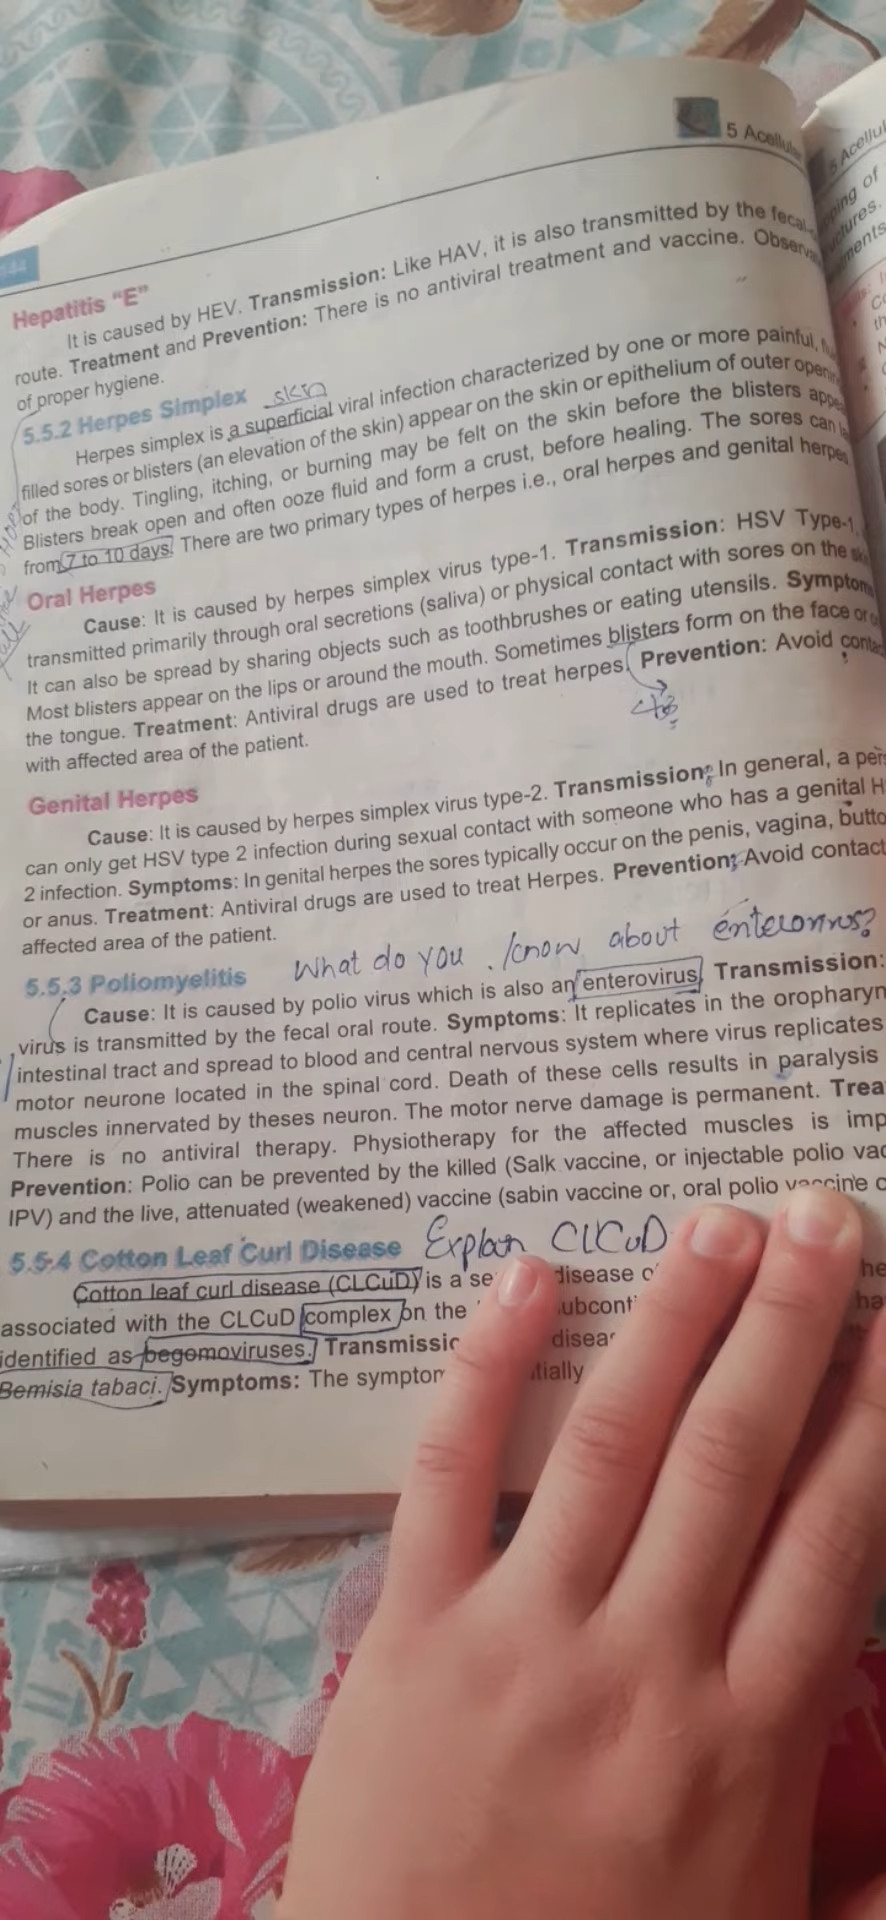 5 Acellular
144
Hepatitis "E"
It is caused by HEV. Transmission: Like HAV, it is also transmitted by the fecal-
route. Treatment and Prevention: There is no antiviral treatment and vaccine. Observa
of proper hygiene.
skin
5.5.2 Herpes Simplex
Herpes simplex is a superficial viral infection characterized by one or more painful,
filled sores or blisters (an elevation of the skin) appear on the skin or epithelium of outer openin
of the body. Tingling, itching, or burning may be felt on the skin before the blisters appe
Blisters break open and often ooze fluid and form a crust, before healing. The sores can
from 7 to 10 days. There are two primary types of herpes i.e., oral herpes and genital herpes
Oral Herpes
Cause: It is caused by herpes simplex virus type-1. Transmission: HSV Type-1,
transmitted primarily through oral secretions (saliva) or physical contact with sores on the
It can also be spread by sharing objects such as toothbrushes or eating utensils. Symptom
Most blisters appear on the lips or around the mouth. Sometimes blisters form on the face or
the tongue. Treatment: Antiviral drugs are used to treat herpes. Prevention: Avoid contac
with affected area of the patient.
Genital Herpes
Cause: It is caused by herpes simplex virus type-2. Transmission: In general, a pers
can only get HSV type 2 infection during sexual contact with someone who has a genital H
2 infection. Symptoms: In genital herpes the sores typically occur on the penis, vagina, butto
or anus. Treatment: Antiviral drugs are used to treat Herpes. Prevention: Avoid contact
affected area of the patient.
What do you know about enterovirus?
5.5.3 Poliomyelitis
Cause: It is caused by polio virus which is also an enterovirus. Transmission:
virus is transmitted by the fecal oral route. Symptoms: It replicates in the oropharyn
intestinal tract and spread to blood and central nervous system where virus replicates
motor neurone located in the spinal cord. Death of these cells results in paralysis
muscles innervated by theses neuron. The motor nerve damage is permanent. Trea
There is no antiviral therapy. Physiotherapy for the affected muscles is imp
Prevention: Polio can be prevented by the killed (Salk vaccine, or injectable polio vac
IPV) and the live, attenuated (weakened) vaccine (sabin vaccine or, oral polio vaccine
5.5.4 Cotton Leaf Curl Disease Explain CLCuD
Cotton leaf curl disease (CLCuD) is a se disease o
associated with the CLCuD complex on the ubcont
identified as begomoviruses. Transmissio diseas
Bemisia tabaci. Symptoms: The symptom tially
5 Acellul
ping of
ctures.
ments